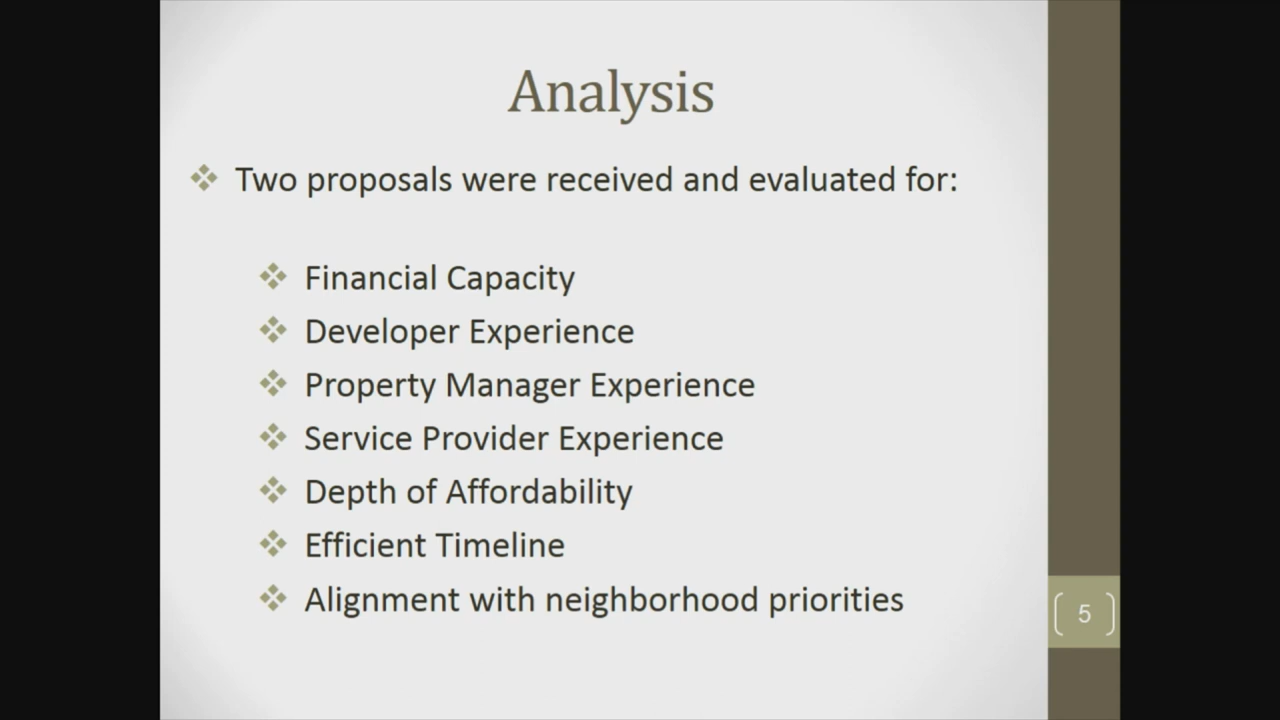 Analysis
Two proposals were received and evaluated for:
Financial Capacity
Developer Experience
Property Manager Experience
Service Provider Experience
Depth of Affordability
Efficient Timeline
Alignment with neighborhood priorities
5